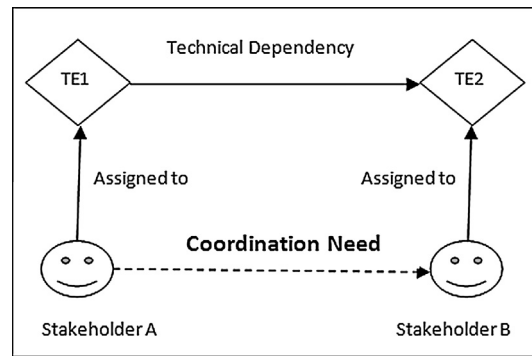 Technical Dependency
TE1
TE2
Assigned to
Assigned to
Coordination Need
Stakeholder A
Stakeholder B